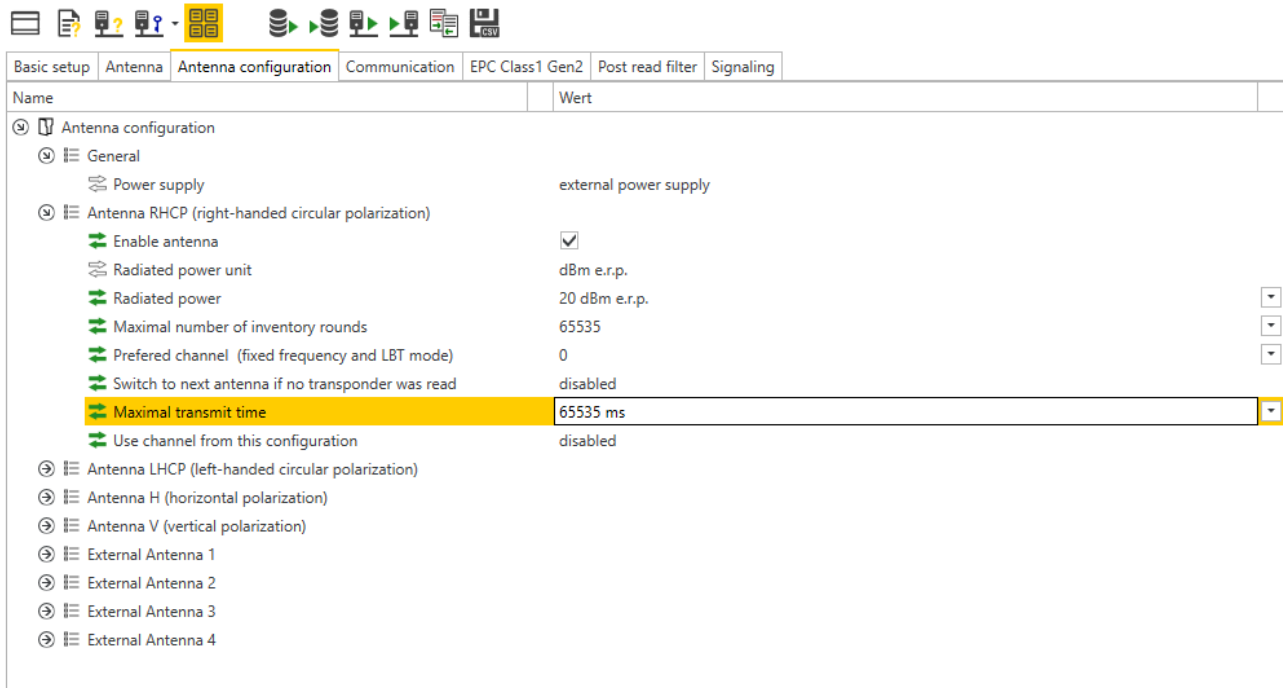 CSV
Basic setup Antenna Antenna configuration Communication EPC Class1 Gen2 Post read filter Signaling
Name Wert
Antenna configuration
General
Power supply external power supply
Antenna RHCP (right-handed circular polarization)
Enable antenna
Radiated power unit dBm e.r.p.
Radiated power 20 dBm e.r.p.
Maximal number of inventory rounds 65535
Prefered channel (fixed frequency and LBT mode) 0
Switch to next antenna if no transponder was read disabled
Maximal transmit time 65535 ms
Use channel from this configuration disabled
Antenna LHCP (left-handed circular polarization)
Antenna H (horizontal polarization)
Antenna V (vertical polarization)
External Antenna 1
External Antenna 2
External Antenna 3
External Antenna 4